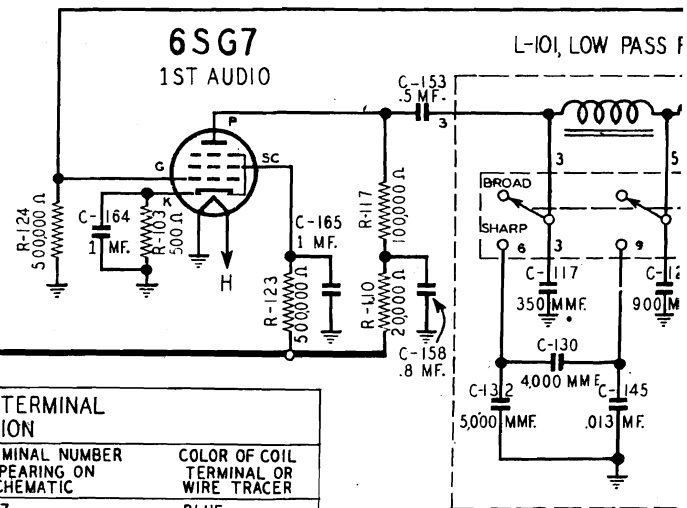 6SG7
1ST AUDIO
L-101, LOW PASS F
C-153
.5 MF.
3
P
SC
G
K
H
R-124
500,000 Ω
C-164
1 MF.
R-103
500 Ω
C-165
1 MF.
R-117
100,000 Ω
R-123
500,000 Ω
R-110
20,000 Ω
C-158
.8 MF.
3
5
BROAD
SHARP
6
3
9
C-117
350 MMF.
C-12
900 M
C-130
4,000 MMF
C-132
5,000 MMF.
C-145
.013 MF.
TERMINAL
ION
MINAL NUMBER
PEARING ON
CHEMATIC
COLOR OF COIL
TERMINAL OR
WIRE TRACER